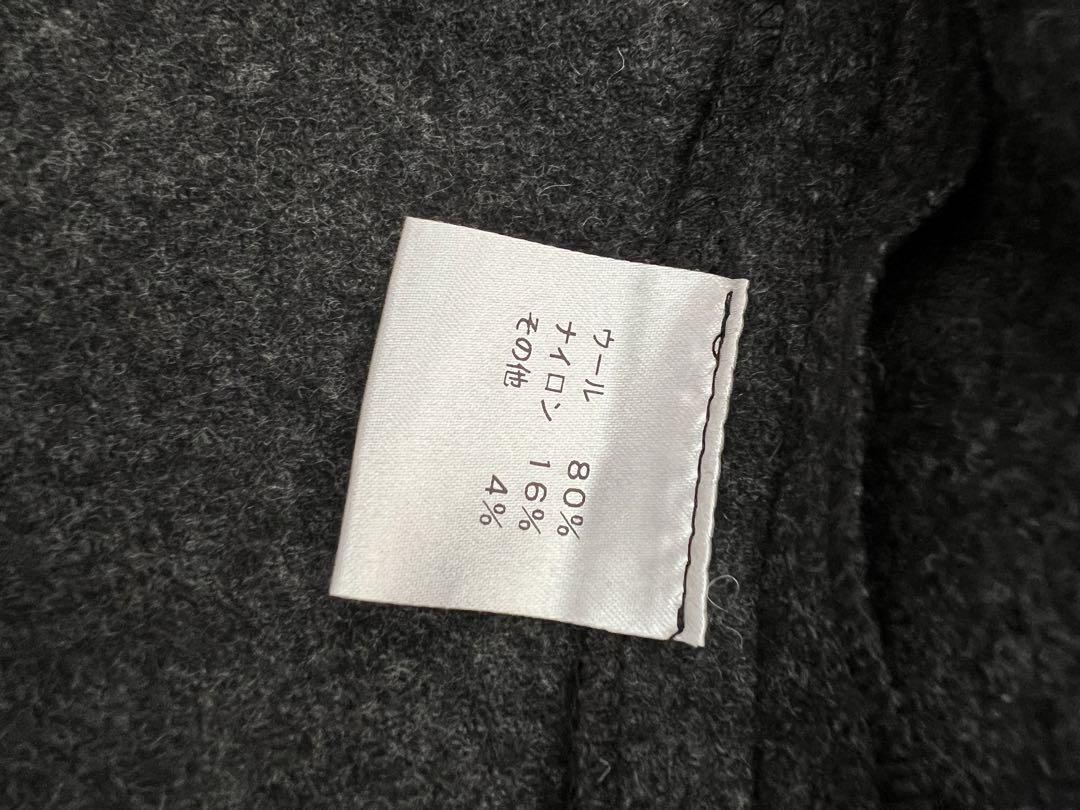 ウール 80%
ナイロン 16%
その他 4%